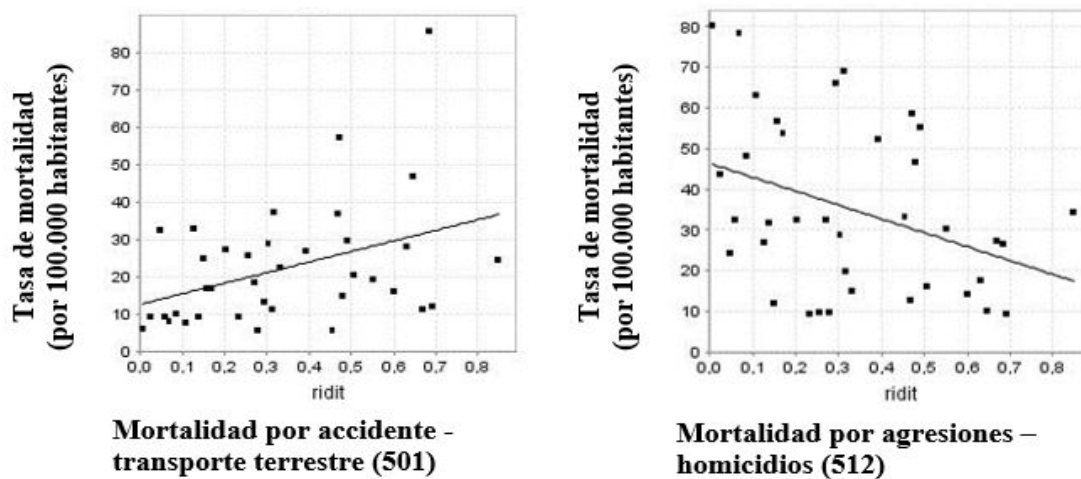 Tasa de mortalidad
(por 100.000 habitantes)
80
70
60
50
40
30
20
10
0
0,0 0,1 0,2 0,3 0,4 0,5 0,6 0,7 0,8
ridit
Mortalidad por accidente -
transporte terrestre (501)
Tasa de mortalidad
(por 100.000 habitantes)
80
70
60
50
40
30
20
10
0
0,0 0,1 0,2 0,3 0,4 0,5 0,6 0,7 0,8
ridit
Mortalidad por agresiones –
homicidios (512)